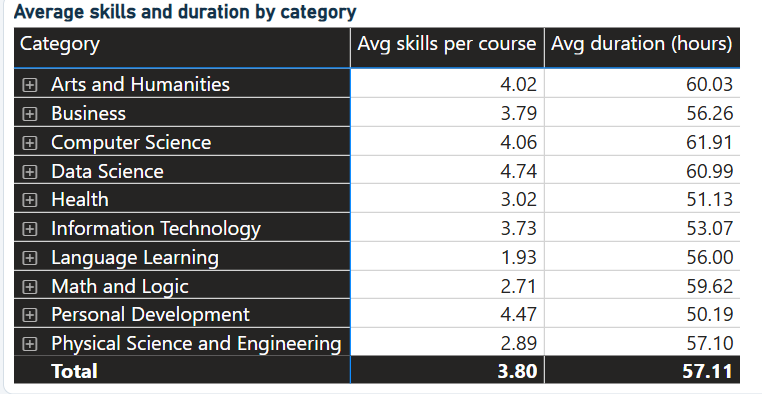 Average skills and duration by category
Category Avg skills per course Avg duration (hours)
Arts and Humanities 4.02 60.03
Business 3.79 56.26
Computer Science 4.06 61.91
Data Science 4.74 60.99
Health 3.02 51.13
Information Technology 3.73 53.07
Language Learning 1.93 56.00
Math and Logic 2.71 59.62
Personal Development 4.47 50.19
Physical Science and Engineering 2.89 57.10
Total 3.80 57.11